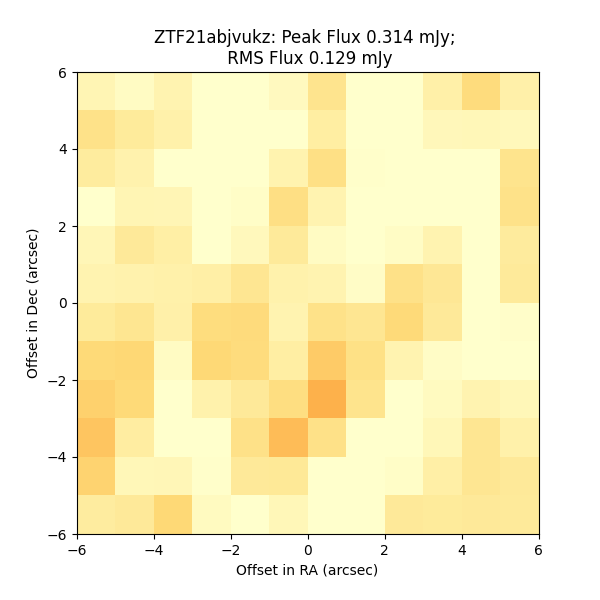 ZTF21abjvukz: Peak Flux 0.314 mJy;
RMS Flux 0.129 mJy
6
4
2
0
−2
−4
−6
Offset in Dec (arcsec)
−6 −4 −2 0 2 4 6
Offset in RA (arcsec)